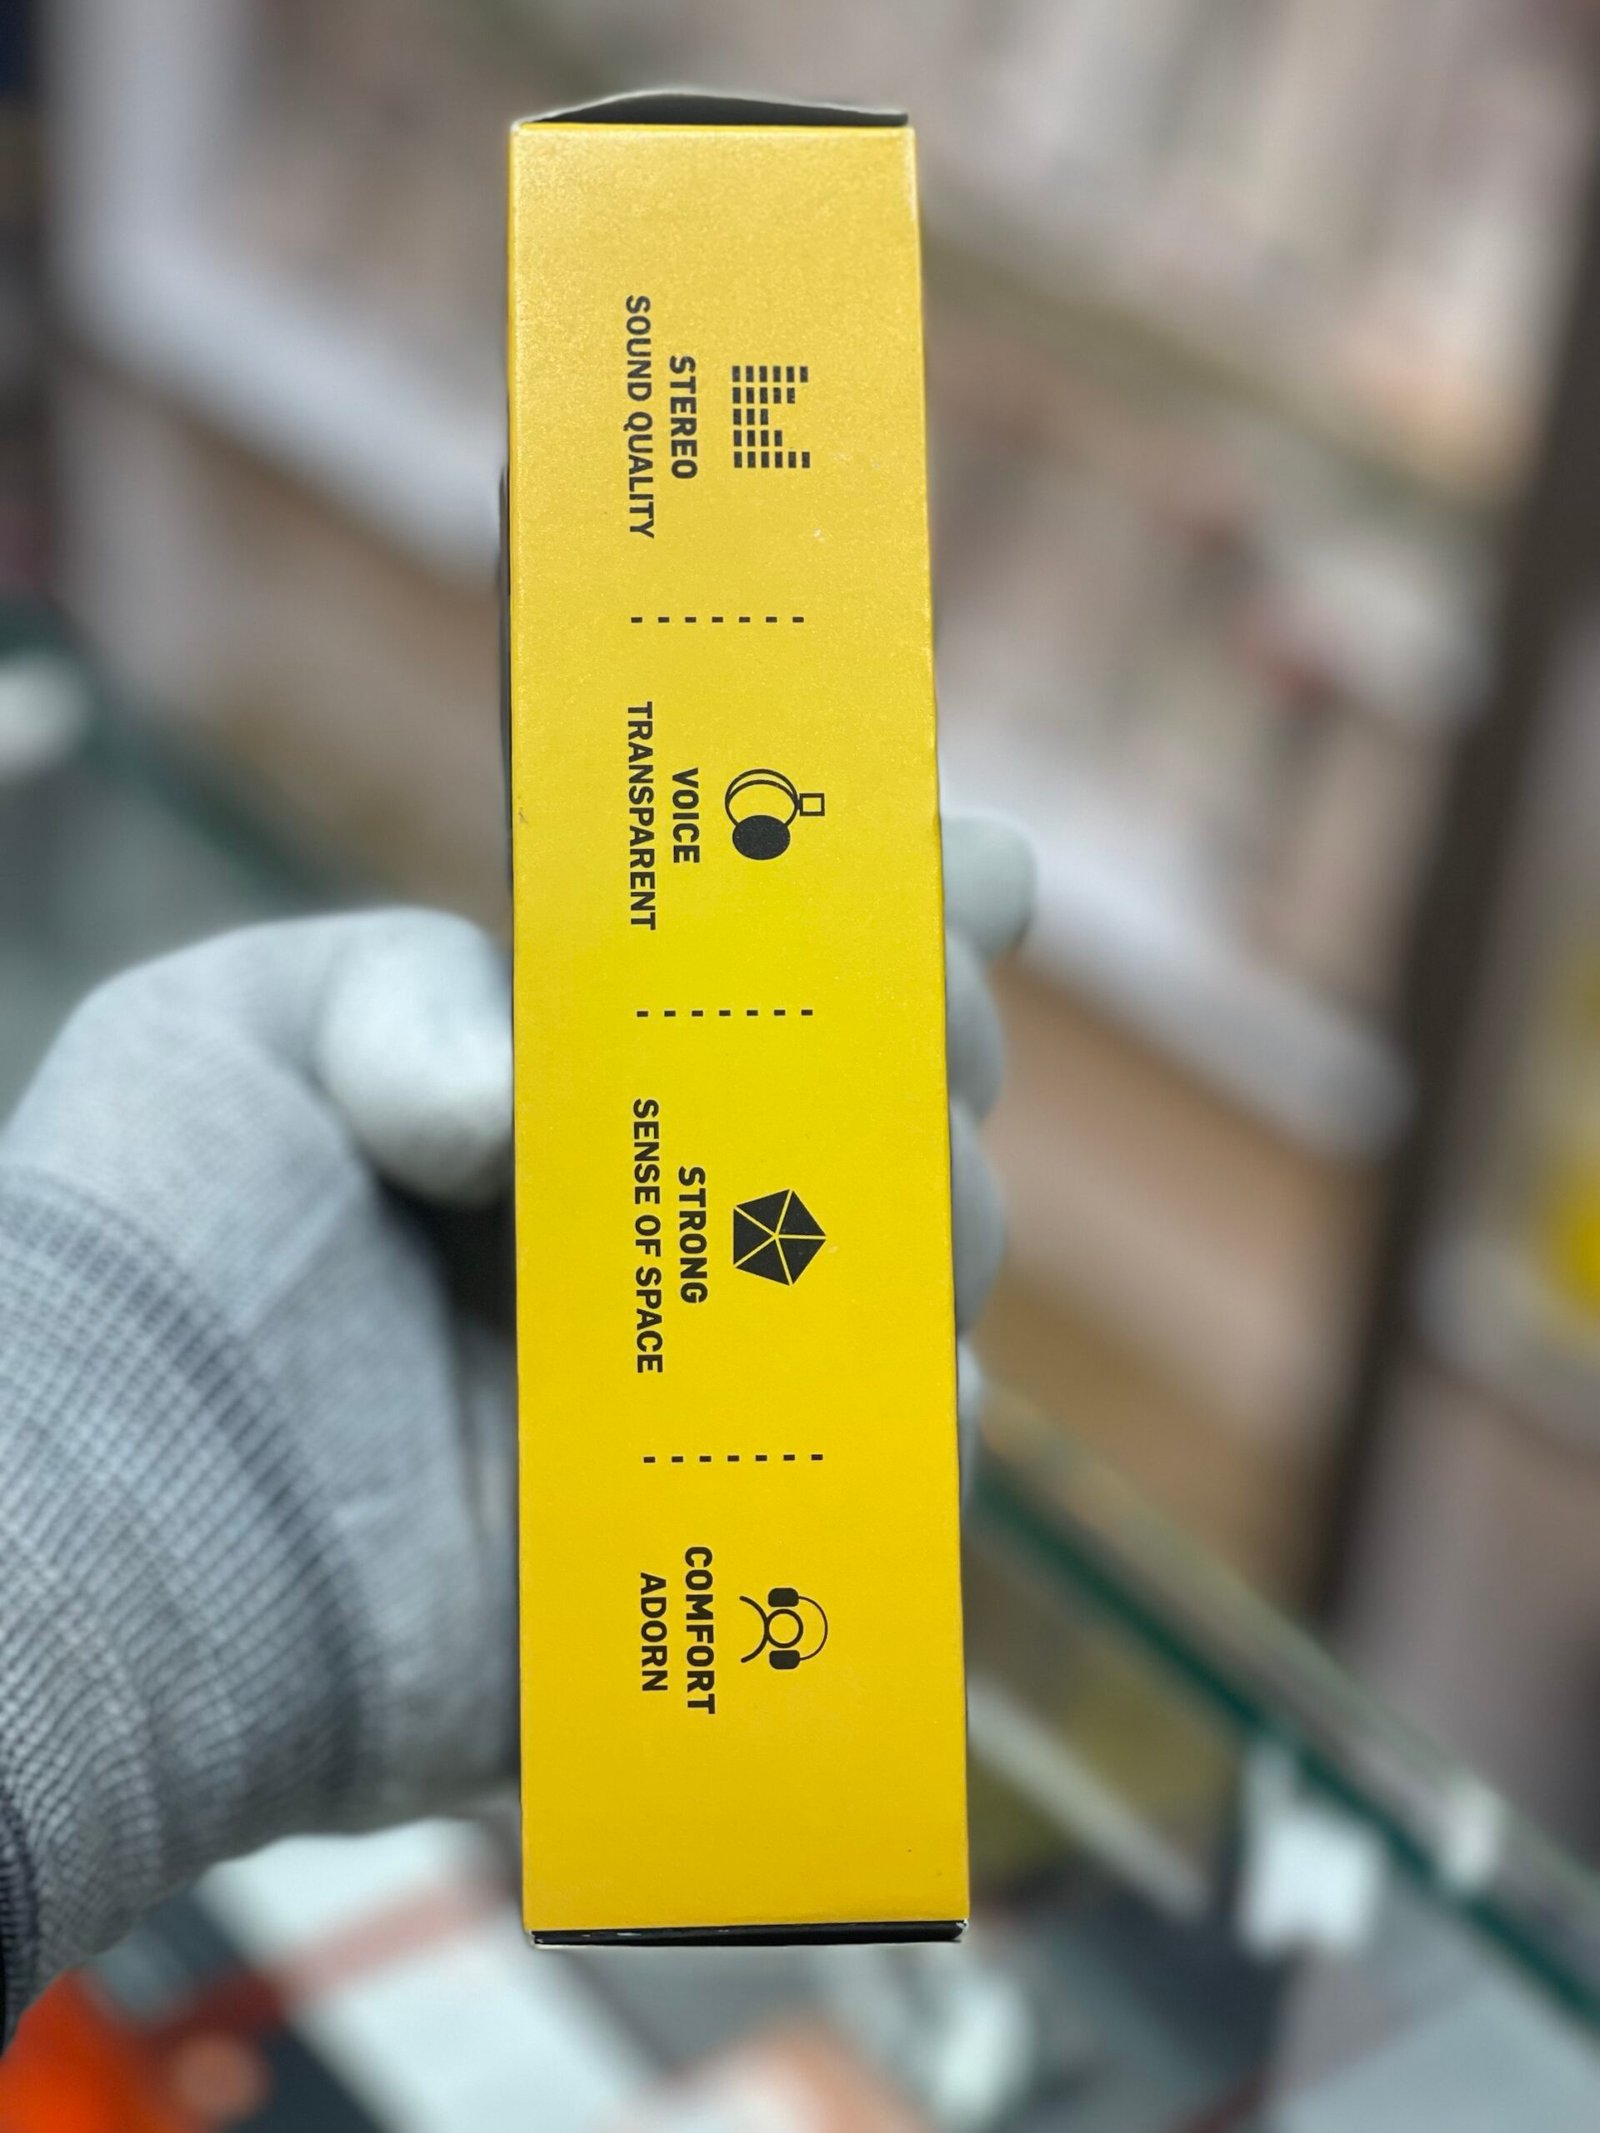 STEREO
SOUND QUALITY
VOICE
TRANSPARENT
STRONG
SENSE OF SPACE
COMFORT
ADORN